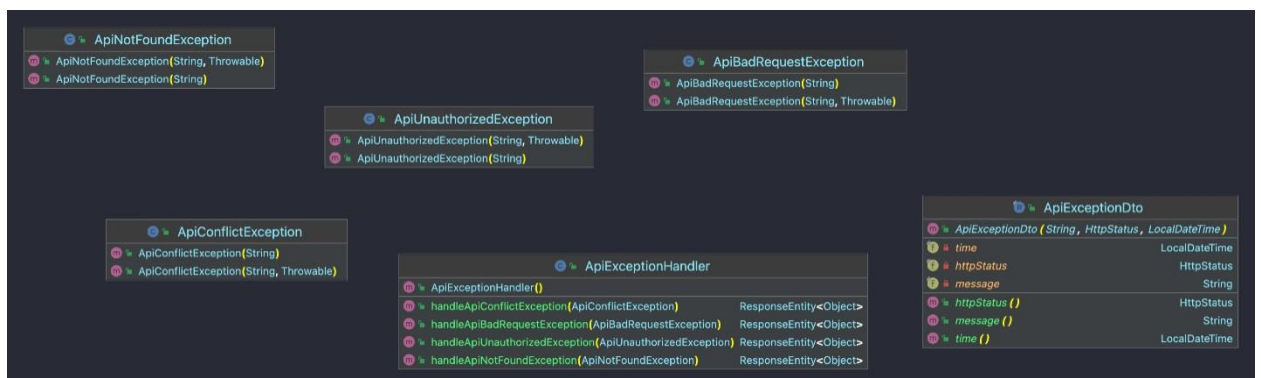 ApiNotFoundException
ApiNotFoundException(String, Throwable)
ApiNotFoundException(String)
ApiBadRequestException
ApiBadRequestException(String)
ApiBadRequestException(String, Throwable)
ApiUnauthorizedException
ApiUnauthorizedException(String, Throwable)
ApiUnauthorizedException(String)
ApiConflictException
ApiConflictException(String)
ApiConflictException(String, Throwable)
ApiExceptionHandler
ApiExceptionHandler()
handleApiConflictException(ApiConflictException) ResponseEntity<Object>
handleApiBadRequestException(ApiBadRequestException) ResponseEntity<Object>
handleApiUnauthorizedException(ApiUnauthorizedException) ResponseEntity<Object>
handleApiNotFoundException(ApiNotFoundException) ResponseEntity<Object>
ApiExceptionDto
ApiExceptionDto(String, HttpStatus, LocalDateTime)
time LocalDateTime
httpStatus HttpStatus
message String
httpStatus() HttpStatus
message() String
time() LocalDateTime